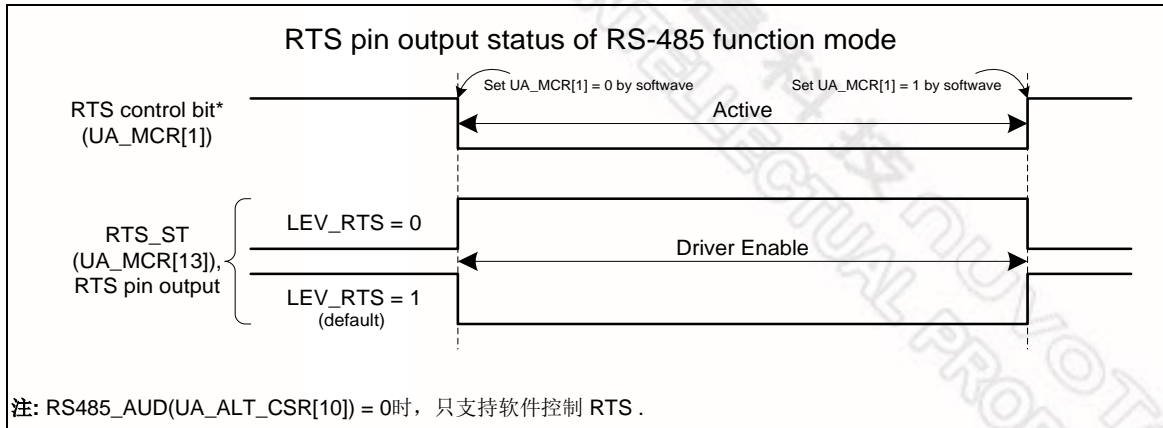 RTS pin output status of RS-485 function mode
Set UA_MCR[1] = 0 by softwave
Set UA_MCR[1] = 1 by softwave
RTS control bit*
(UA_MCR[1])
Active
RTS_ST
(UA_MCR[13]),
RTS pin output
LEV_RTS = 0
Driver Enable
LEV_RTS = 1
(default)
注: RS485_AUD(UA_ALT_CSR[10]) = 0时，只支持软件控制 RTS .